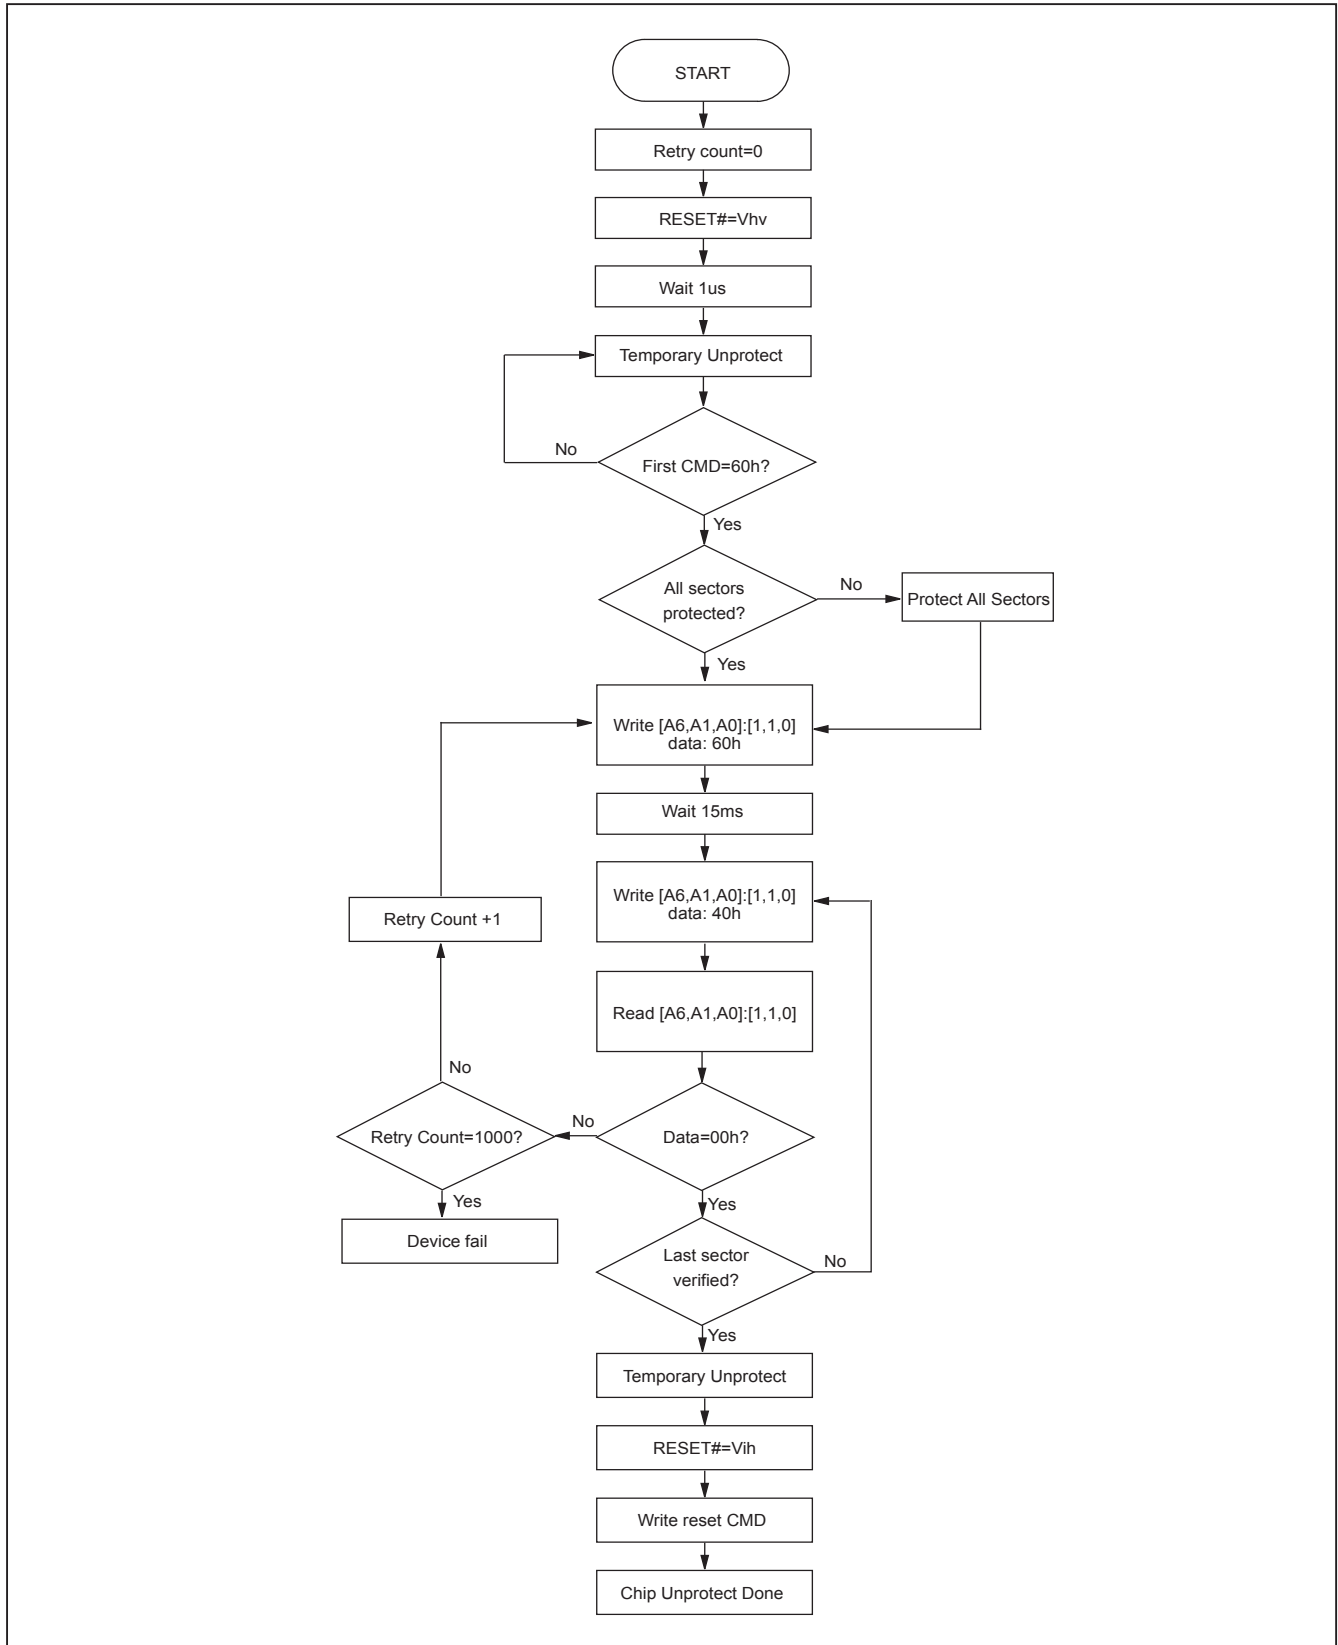 START
Retry count=0
RESET#=Vhv
Wait 1us
Temporary Unprotect
No
First CMD=60h?
Yes
All sectors
protected?
No
Protect All Sectors
Yes
Write [A6,A1,A0]:[1,1,0]
data: 60h
Wait 15ms
Write [A6,A1,A0]:[1,1,0]
data: 40h
Retry Count +1
Read [A6,A1,A0]:[1,1,0]
No
Retry Count=1000?
No
Data=00h?
Yes
Yes
Device fail
Last sector
verified?
No
Yes
Temporary Unprotect
RESET#=Vih
Write reset CMD
Chip Unprotect Done